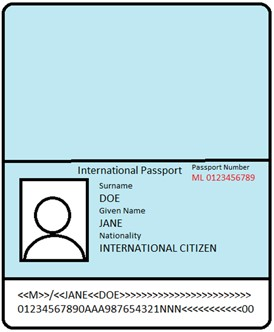 International Passport
Passport Number
ML 0123456789
Surname
DOE
Given Name
JANE
Nationality
INTERNATIONAL CITIZEN
<<M>>/<<JANE<<DOE>>>>>>>>>>>>>>>>>>>>>>>>
01234567890AAA987654321NNN<<<<<<<<<<<00